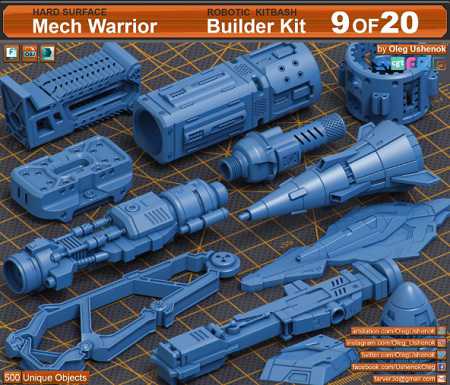 HARD SURFACE ROBOTIC KITBASH
Mech Warrior Builder Kit 9 OF 20
by Oleg Ushenok
artstation.com/OlegUshenok
instagram.com/Oleg_Ushenok
twitter.com/OlegUshenok
facebook.com/UshenokOleg
tarver3d@gmail.com
500 Unique Objects